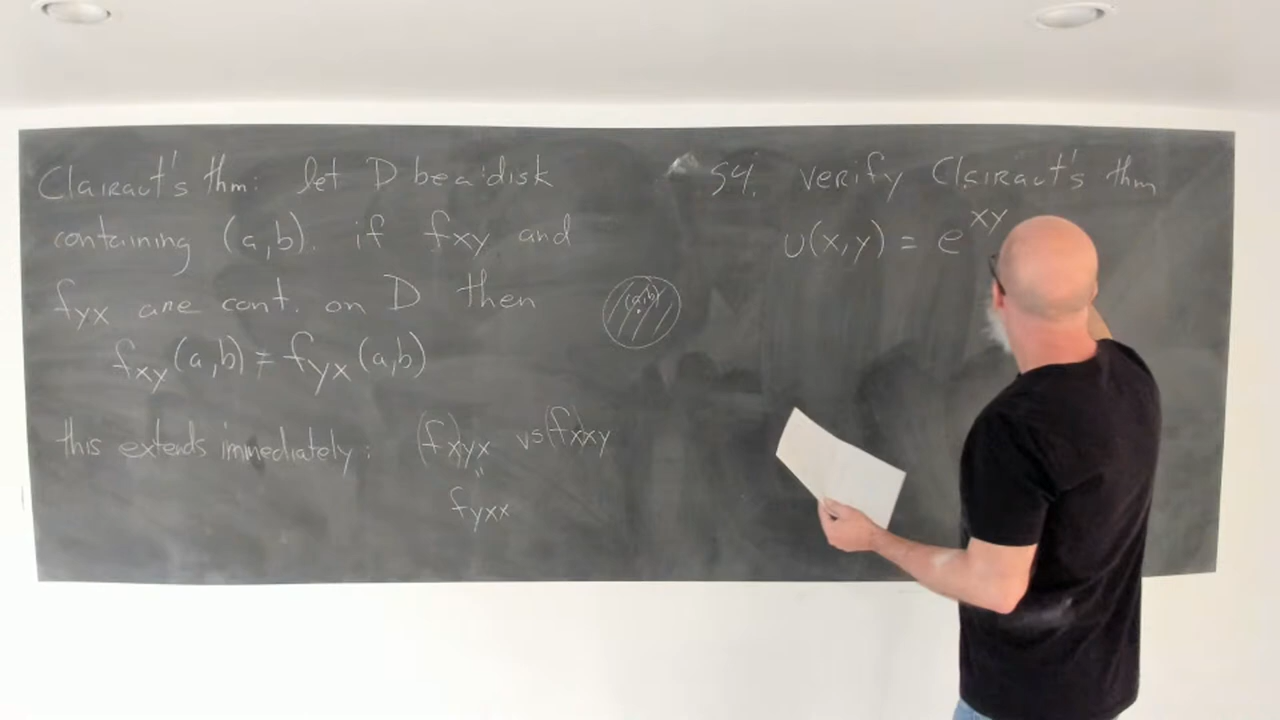 Clairaut's thm: let D be a disk
containing (a,b). if fxy and
fyx are cont. on D then
fxy(a,b) = fyx(a,b)
(a,b)
this extends immediately: (fx)yx vs (fx)xy
"
fyxx
54. verify Clairaut's thm
u(x,y) = e^xy